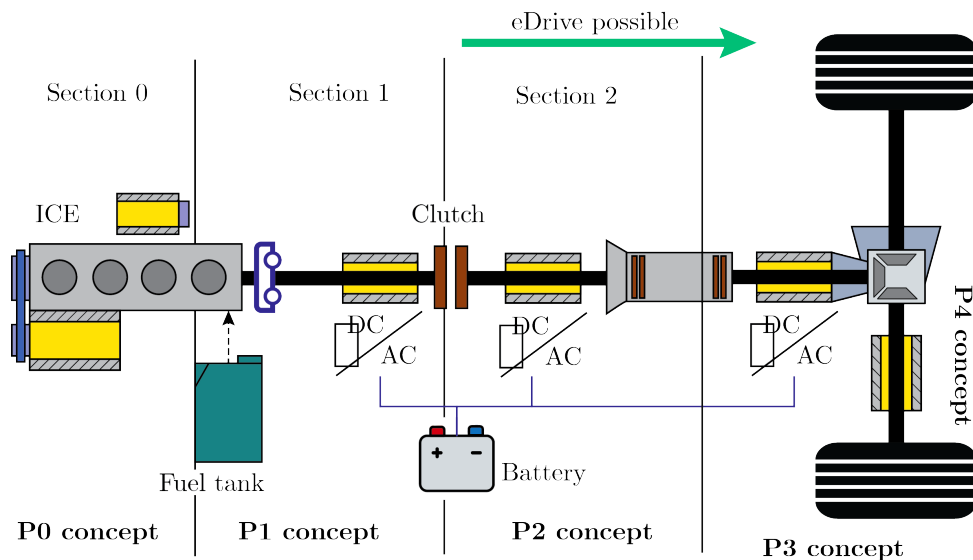 eDrive possible
Section 0
Section 1
Section 2
ICE
Clutch
DC
AC
DC
AC
DC
AC
P4 concept
+ −
Fuel tank
Battery
P0 concept
P1 concept
P2 concept
P3 concept